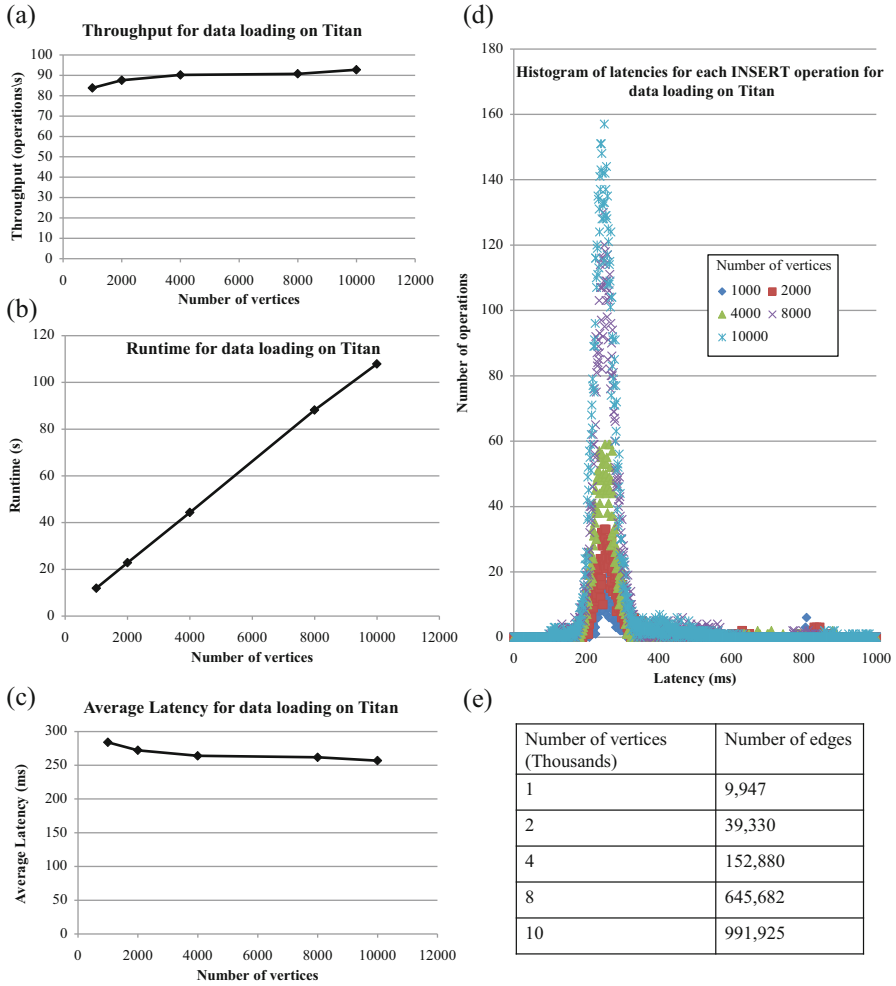 (a)
Throughput for data loading on Titan
Throughput (operations\s)
100
90
80
70
60
50
40
30
20
10
0
0 2000 4000 6000 8000 10000 12000
Number of vertices
(b)
Runtime for data loading on Titan
Runtime (s)
120
100
80
60
40
20
0
0 2000 4000 6000 8000 10000 12000
Number of vertices
(c)
Average Latency for data loading on Titan
Average Latency (ms)
300
250
200
150
100
50
0
0 2000 4000 6000 8000 10000 12000
Number of vertices
(d)
Histogram of latencies for each INSERT operation for
data loading on Titan
Number of operations
180
160
140
120
100
80
60
40
20
0
0 200 400 600 800 1000
Latency (ms)
Number of vertices
1000 2000
4000 8000
10000
(e)
Number of vertices Number of edges
(Thousands)
1 9,947
2 39,330
4 152,880
8 645,682
10 991,925